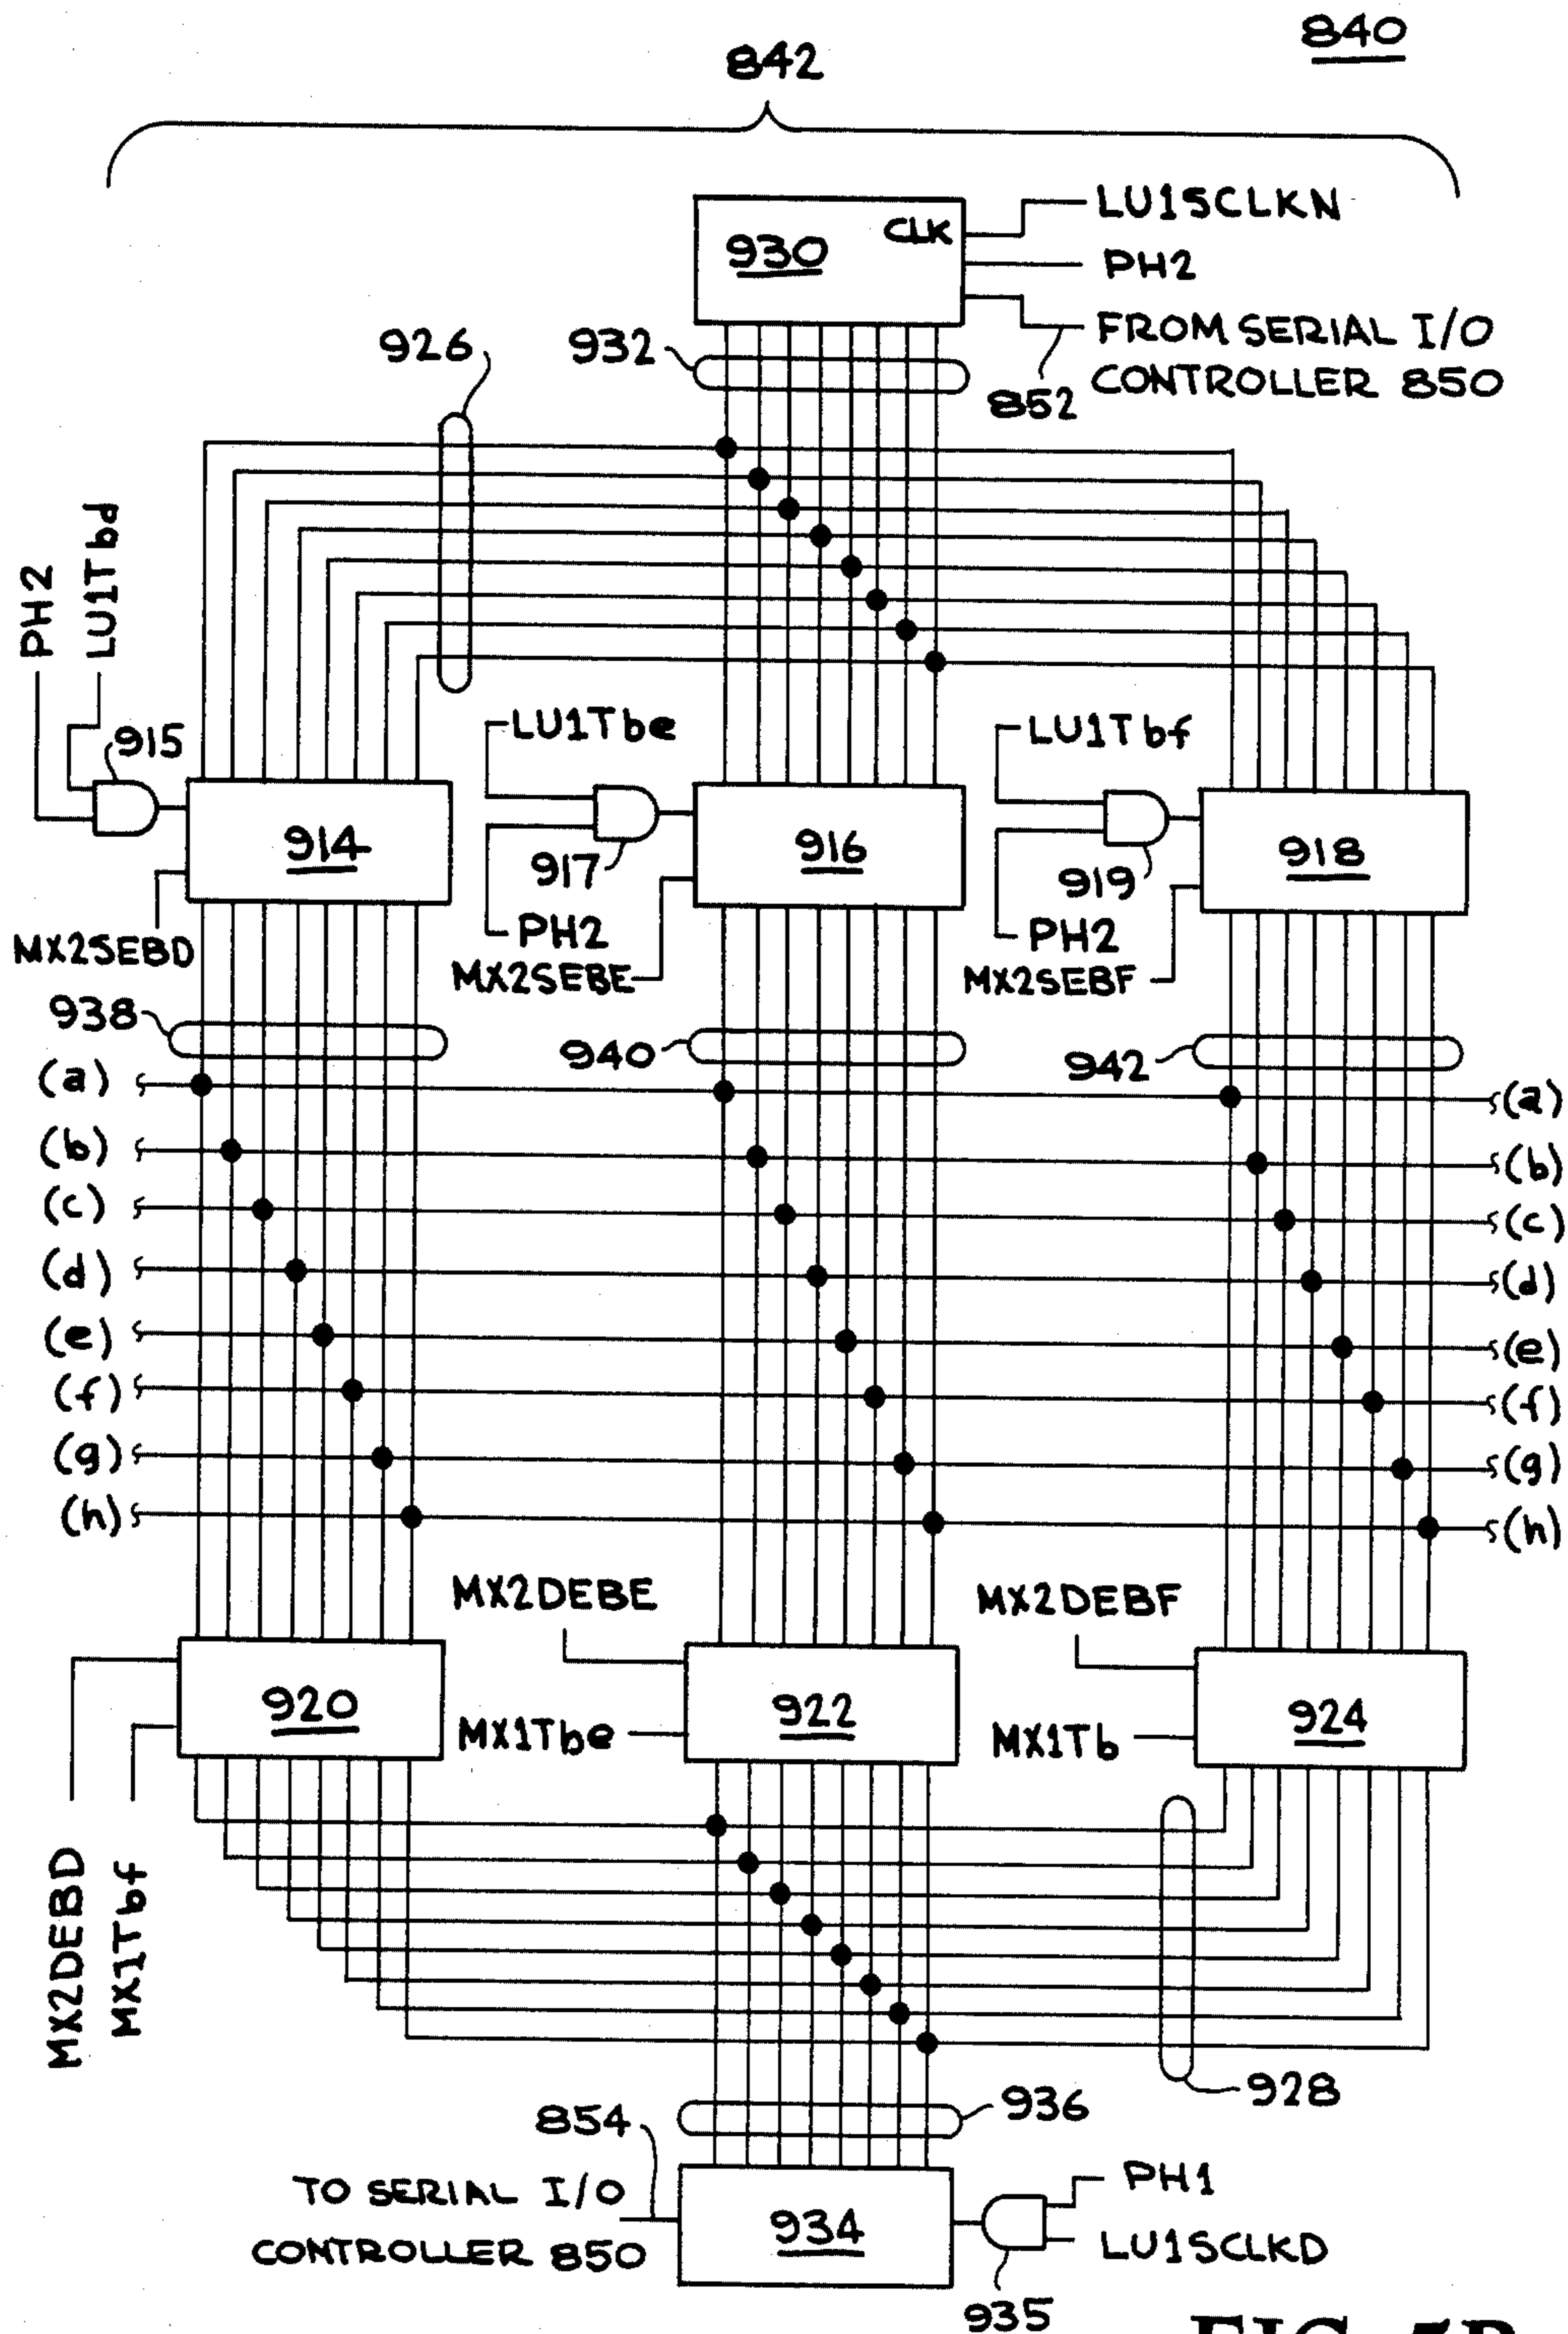 840
842
LU1SCLKN
CLK
930
PH2
FROM SERIAL I/O
CONTROLLER 850
852
926
932
PH2
LU1Tbd
915
LU1Tbe
LU1Tbf
914
916
918
917
919
PH2
PH2
MX2SEBD
MX2SEBE
MX2SEBF
938
940
942
(a) (a)
(b) (b)
(c) (c)
(d) (d)
(e) (e)
(f) (f)
(g) (g)
(h) (h)
MX2DEBE
MX2DEBF
920
922
924
MX1Tbe
MX1Tb
MX2DEBD
MX1Tbf
928
936
854
TO SERIAL I/O
CONTROLLER 850
934
PH1
LU1SCLKD
935